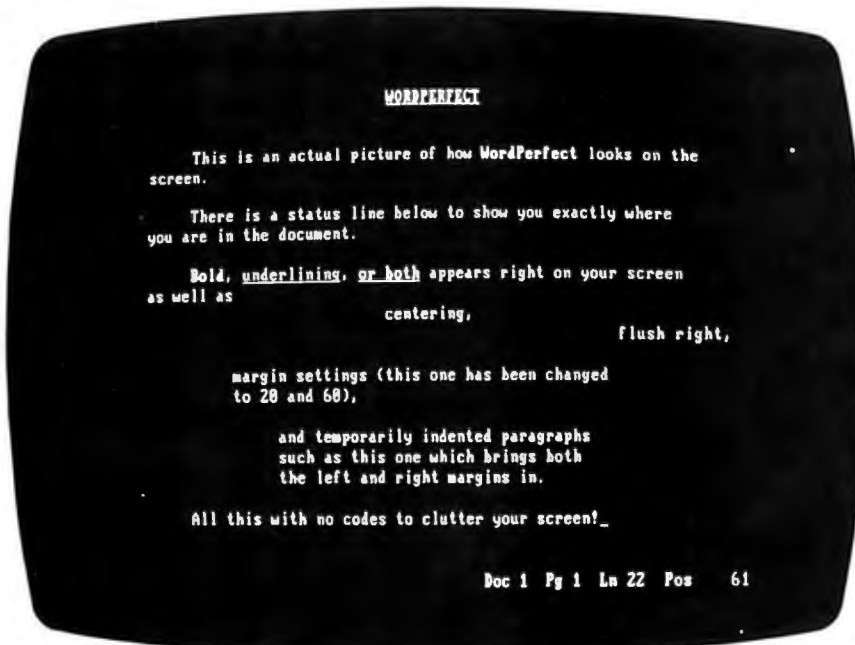 WORDPERFECT
This is an actual picture of how WordPerfect looks on the
screen.
There is a status line below to show you exactly where
you are in the document.
Bold, underlining, or both appears right on your screen
as well as
centering,
flush right,
margin settings (this one has been changed
to 20 and 60),
and temporarily indented paragraphs
such as this one which brings both
the left and right margins in.
All this with no codes to clutter your screen!_
Doc 1 Pg 1 Ln 22 Pos 61